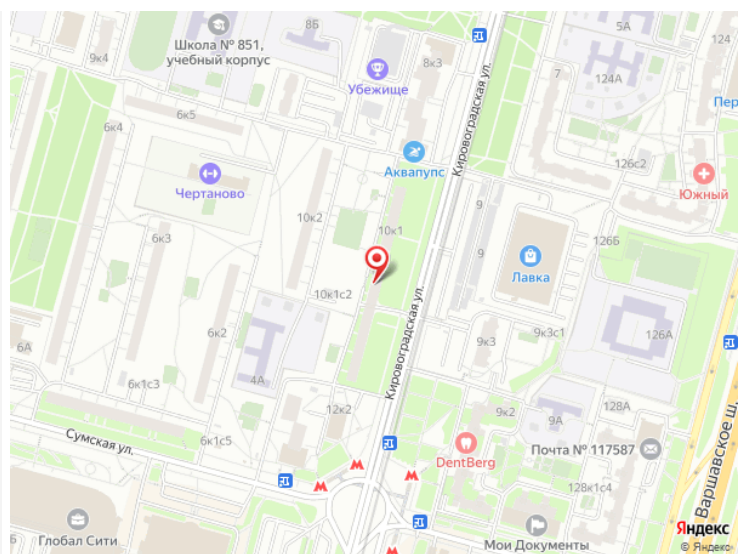 Школа № 851,
учебный корпус
8Б
9к4
6к5
6к4
Убежище
8к3
5А
124
124А
7
Пер
126с2
Южный
Кировоградская ул.
Аквапупс
Чертаново
10к2
10к1
9
9
6к3
126Б
Лавка
10к1с2
6к2
6А
Кировоградская ул.
9к3с1
9к3
126А
4А
6к1с3
12к2
9к2
9А
128А
Сумская ул.
6к1с5
DentBerg
Почта № 117587
128к1с4
Варшавское ш.
Глобал Сити
Мои Документы
Яндекс
© Яндекс